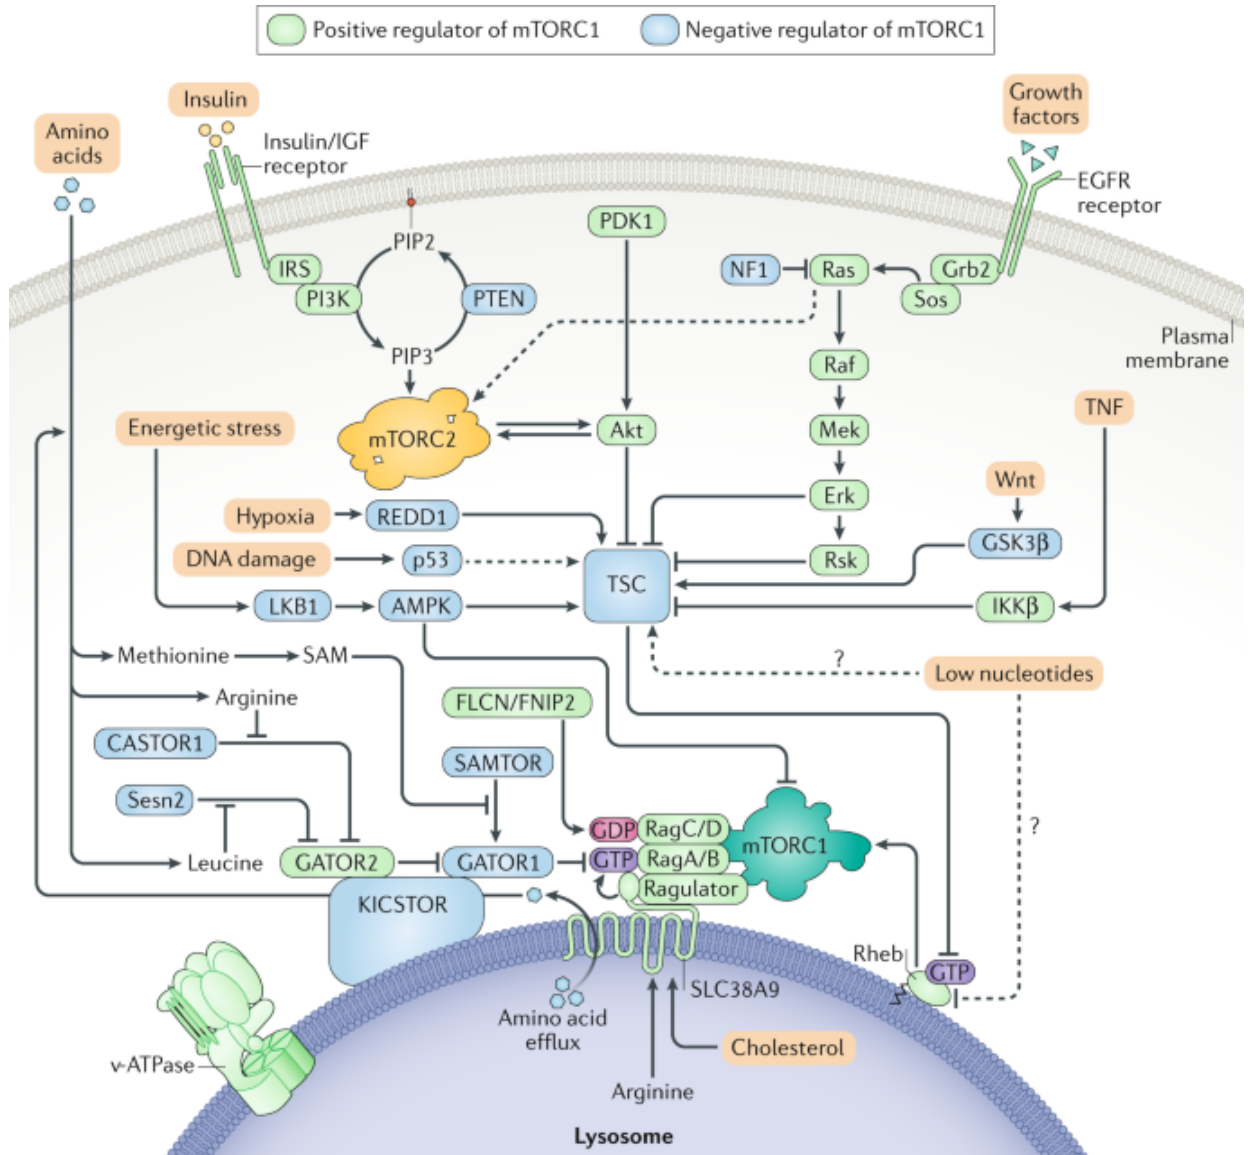 Positive regulator of mTORC1
Negative regulator of mTORC1
Insulin
Growth
factors
Amino
acids
Insulin/IGF
receptor
EGFR
receptor
PDK1
PIP2
NF1
Ras
Grb2
Sos
IRS
PI3K
PTEN
Plasma
membrane
PIP3
Raf
TNF
Energetic stress
mTORC2
Akt
Mek
Wnt
Erk
Hypoxia
REDD1
GSK3β
DNA damage
p53
Rsk
TSC
LKB1
AMPK
IKKβ
Methionine
SAM
?
Low nucleotides
Arginine
FLCN/FNIP2
CASTOR1
SAMTOR
Sesn2
GDP
RagC/D
mTORC1
?
Leucine
GATOR2
GATOR1
GTP
RagA/B
Ragulator
KICSTOR
Rheb
GTP
SLC38A9
Amino acid
efflux
Cholesterol
v-ATPase
Arginine
Lysosome